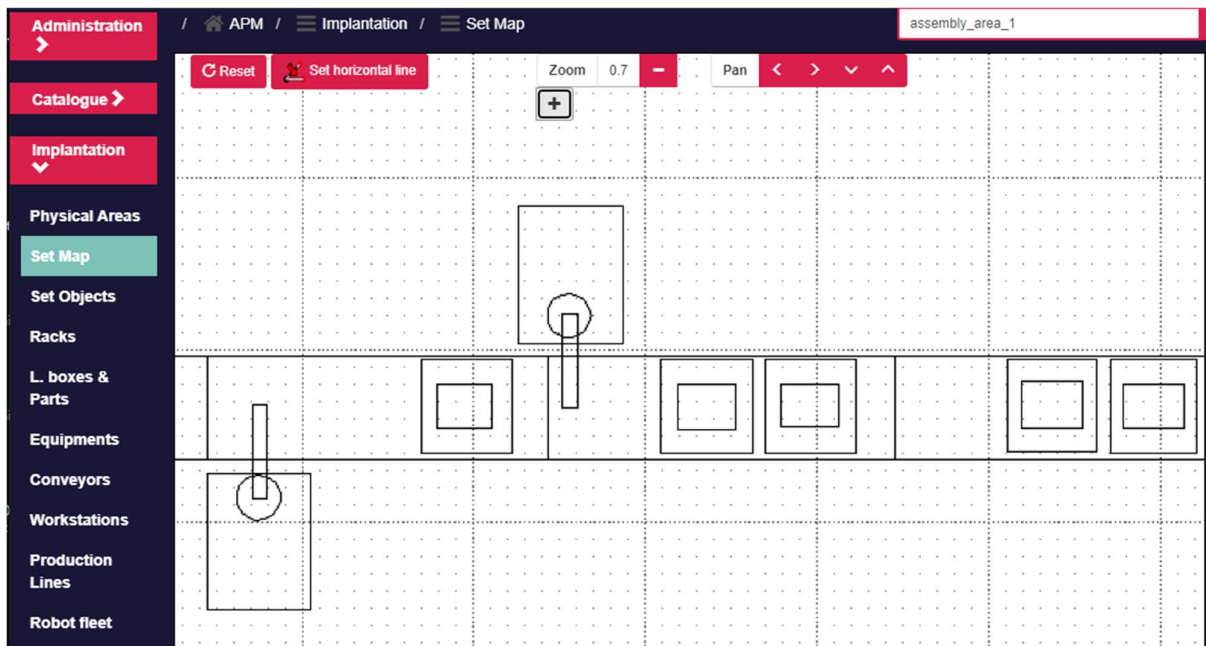 Administration
/ APM / Implantation / Set Map
assembly_area_1
Reset
Set horizontal line
Zoom 0.7 −
Pan
+
Catalogue
Implantation
Physical Areas
Set Map
Set Objects
Racks
L. boxes &
Parts
Equipments
Conveyors
Workstations
Production
Lines
Robot fleet